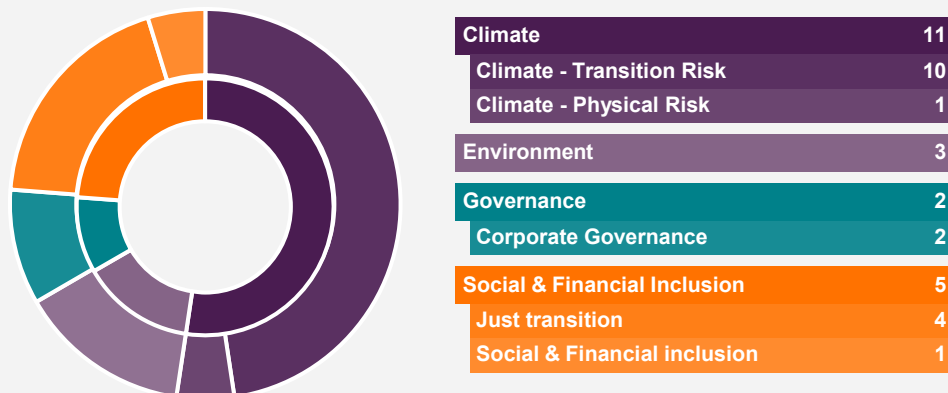 Climate 11
Climate - Transition Risk 10
Climate - Physical Risk 1
Environment 3
Governance 2
Corporate Governance 2
Social & Financial Inclusion 5
Just transition 4
Social & Financial inclusion 1